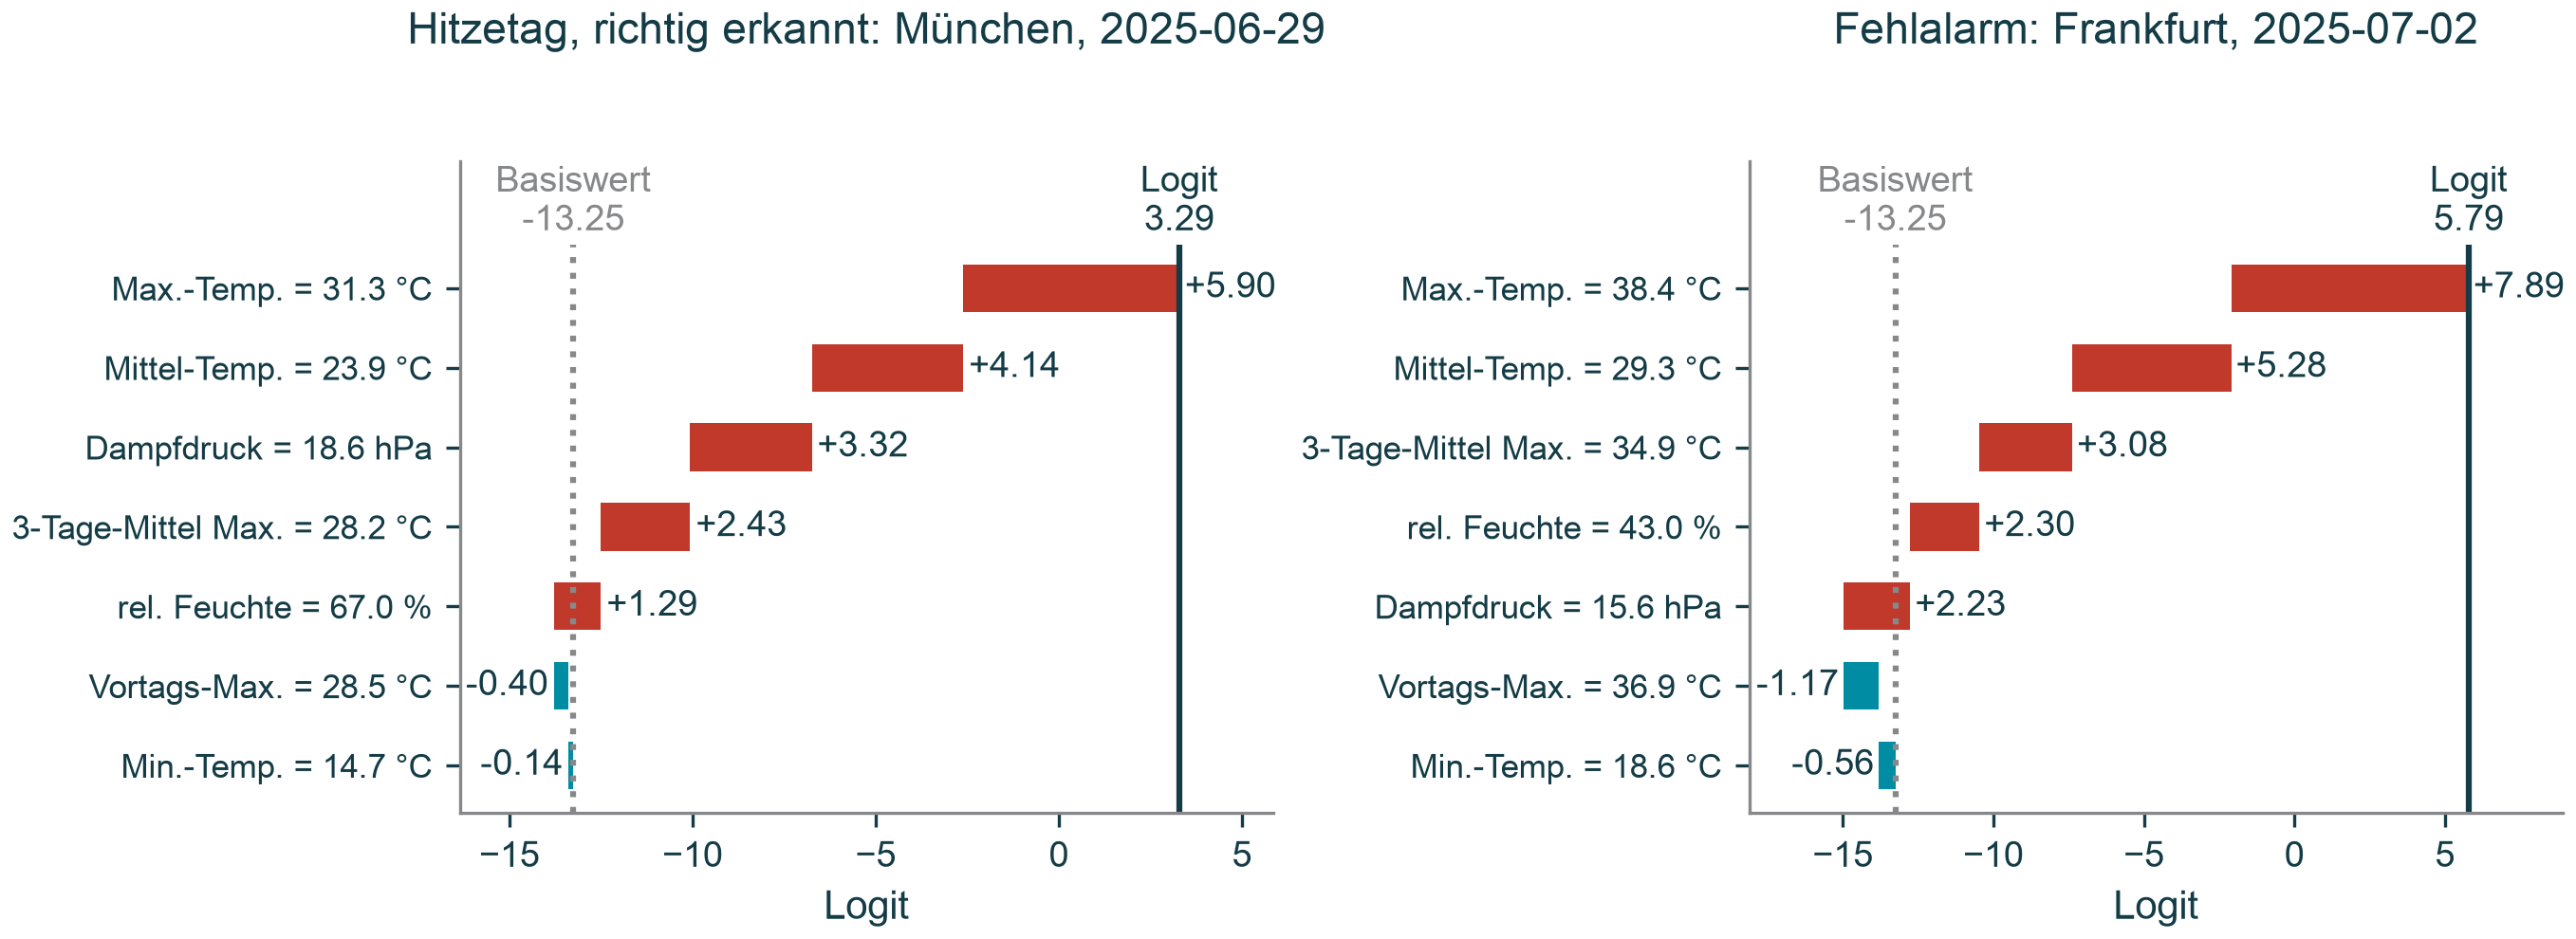 Hitzetag, richtig erkannt: München, 2025-06-29
Basiswert
-13.25
Logit
3.29
Max.-Temp. = 31.3 °C
+5.90
Mittel-Temp. = 23.9 °C
+4.14
Dampfdruck = 18.6 hPa
+3.32
3-Tage-Mittel Max. = 28.2 °C
+2.43
rel. Feuchte = 67.0 %
+1.29
Vortags-Max. = 28.5 °C
-0.40
Min.-Temp. = 14.7 °C
-0.14
−15 −10 −5 0 5
Logit
Fehlalarm: Frankfurt, 2025-07-02
Basiswert
-13.25
Logit
5.79
Max.-Temp. = 38.4 °C
+7.89
Mittel-Temp. = 29.3 °C
+5.28
3-Tage-Mittel Max. = 34.9 °C
+3.08
rel. Feuchte = 43.0 %
+2.30
Dampfdruck = 15.6 hPa
+2.23
Vortags-Max. = 36.9 °C
-1.17
Min.-Temp. = 18.6 °C
-0.56
−15 −10 −5 0 5
Logit